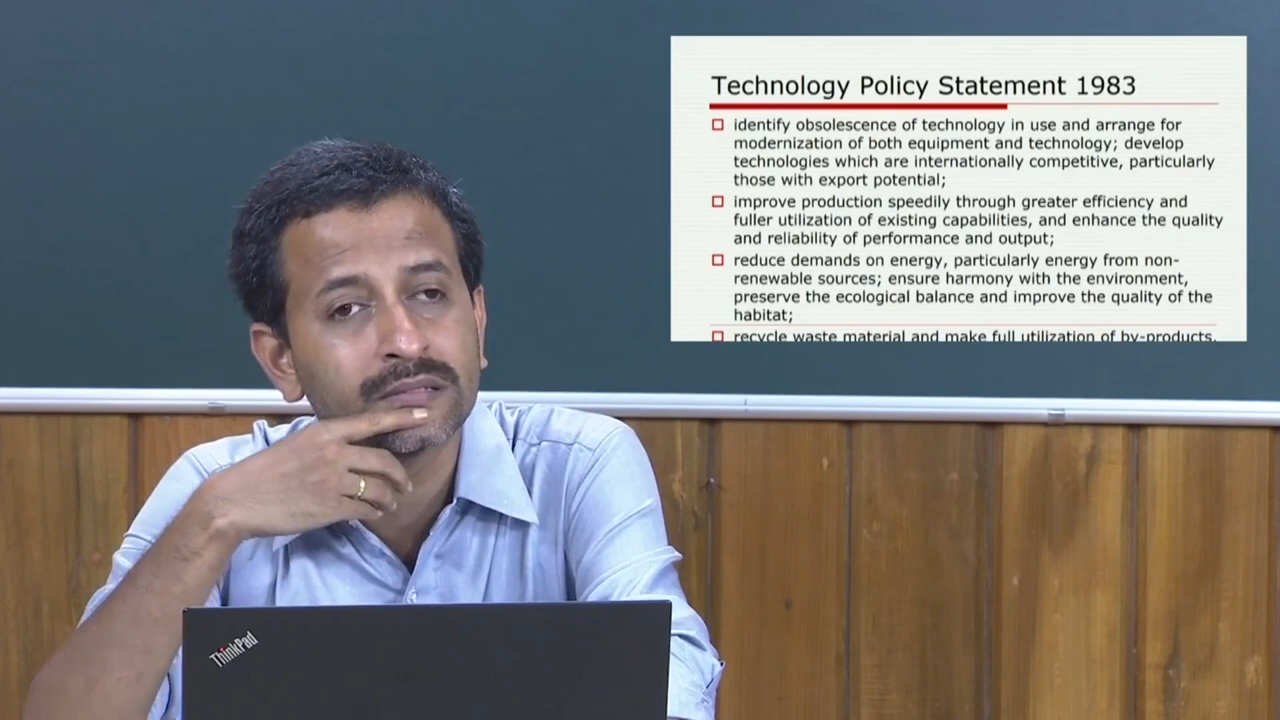 Technology Policy Statement 1983
identify obsolescence of technology in use and arrange for
modernization of both equipment and technology; develop
technologies which are internationally competitive, particularly
those with export potential;
improve production speedily through greater efficiency and
fuller utilization of existing capabilities, and enhance the quality
and reliability of performance and output;
reduce demands on energy, particularly energy from non-
renewable sources; ensure harmony with the environment,
preserve the ecological balance and improve the quality of the
habitat;
recycle waste material and make full utilization of by-products.
ThinkPad